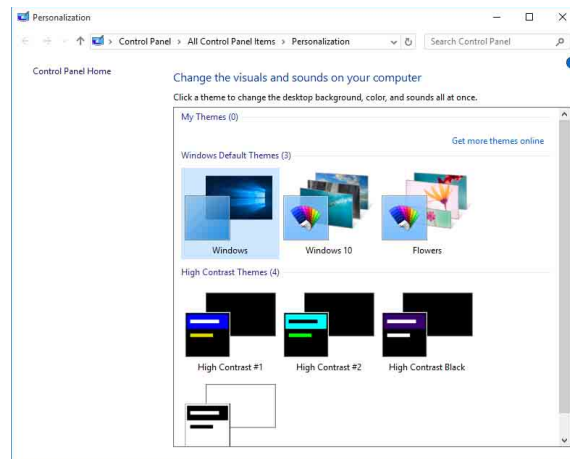 Personalization
Control Panel > All Control Panel Items > Personalization
Search Control Panel
Control Panel Home
Change the visuals and sounds on your computer
Click a theme to change the desktop background, color, and sounds all at once.
My Themes (0)
Get more themes online
Windows Default Themes (3)
Windows
Windows 10
Flowers
High Contrast Themes (4)
High Contrast #1
High Contrast #2
High Contrast Black